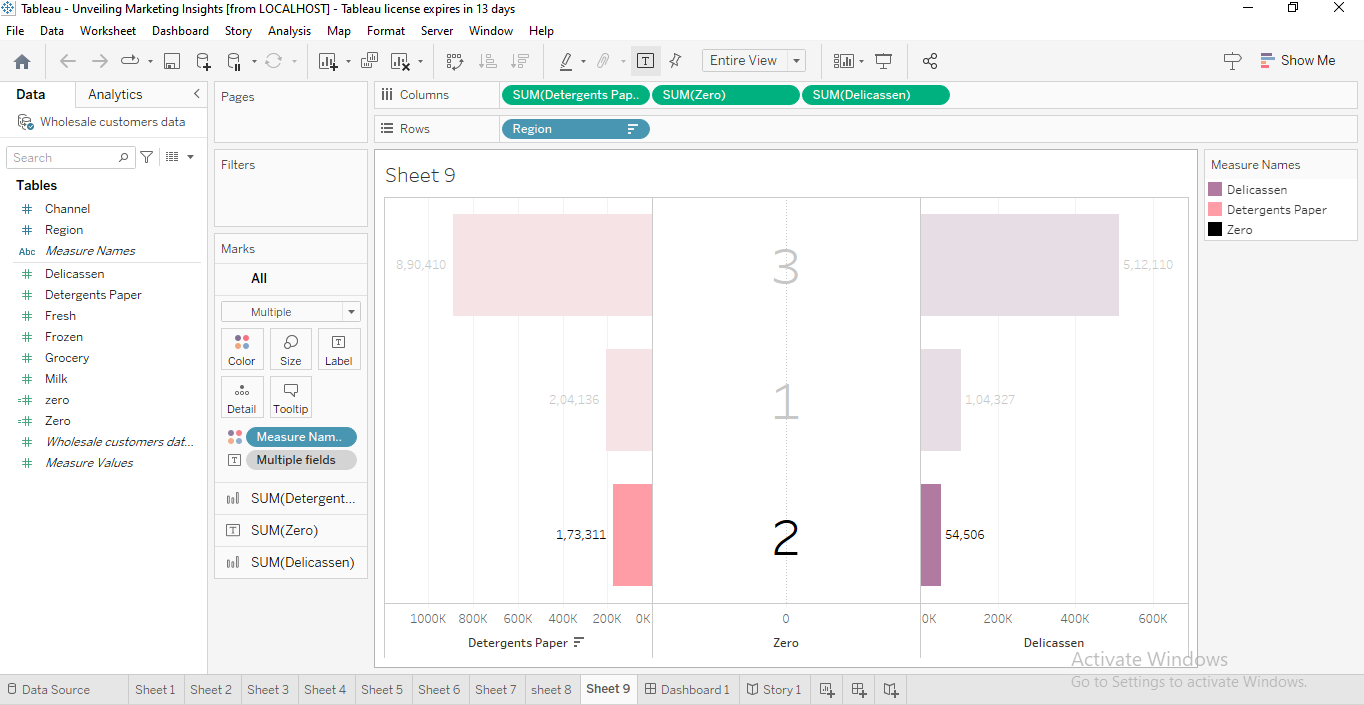 Tableau - Unveiling Marketing Insights [from LOCALHOST] - Tableau license expires in 13 days
File Data Worksheet Dashboard Story Analysis Map Format Server Window Help
Entire View
Show Me
Data Analytics
Wholesale customers data
Search
Tables
Channel
Region
Abc Measure Names
Delicassen
Detergents Paper
Fresh
Frozen
Grocery
Milk
zero
Zero
Wholesale customers dat...
Measure Values
Pages
Filters
Marks
All
Multiple
Color Size Label
Detail Tooltip
Measure Nam..
Multiple fields
SUM(Detergent...
SUM(Zero)
SUM(Delicassen)
Columns SUM(Detergents Pap.. SUM(Zero) SUM(Delicassen)
Rows Region
Sheet 9
8,90,410 3 5,12,110
2,04,136 1 1,04,327
1,73,311 2 54,506
1000K 800K 600K 400K 200K 0K 0 0K 200K 400K 600K
Detergents Paper Zero Delicassen
Measure Names
Delicassen
Detergents Paper
Zero
Activate Windows
Go to Settings to activate Windows.
Data Source Sheet 1 Sheet 2 Sheet 3 Sheet 4 Sheet 5 Sheet 6 Sheet 7 sheet 8 Sheet 9 Dashboard 1 Story 1